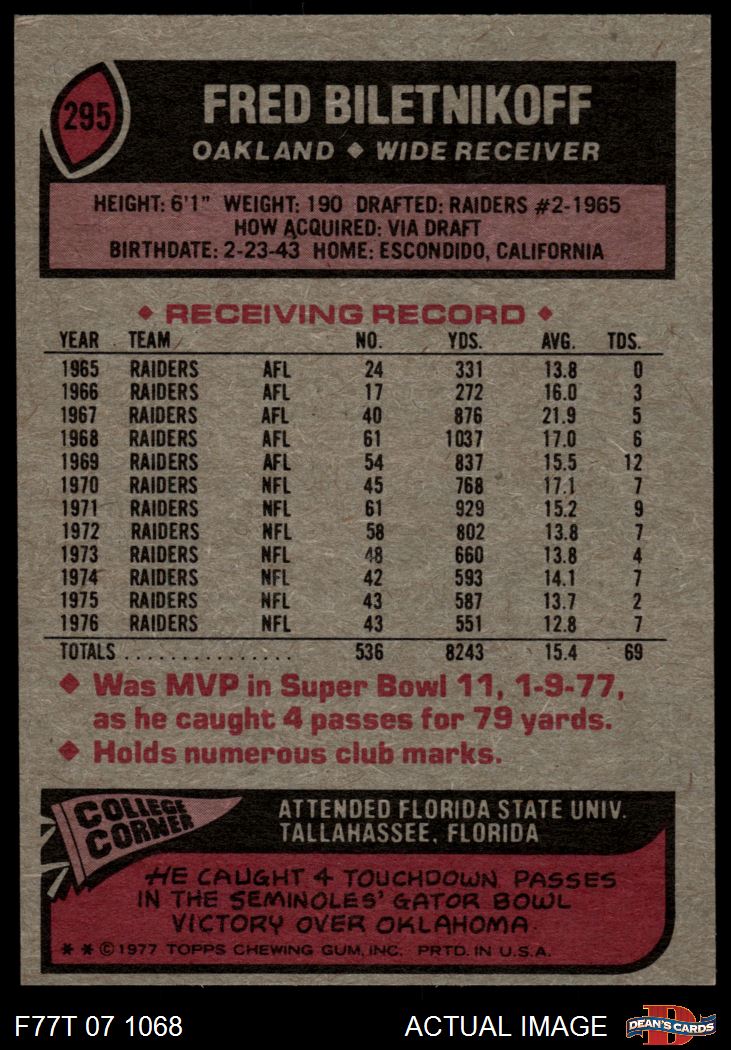 295
FRED BILETNIKOFF
OAKLAND ◆ WIDE RECEIVER
HEIGHT: 6'1" WEIGHT: 190 DRAFTED: RAIDERS #2-1965
HOW ACQUIRED: VIA DRAFT
BIRTHDATE: 2-23-43 HOME: ESCONDIDO, CALIFORNIA
◆ RECEIVING RECORD ◆
YEAR TEAM NO. YDS. AVG. TDS.
1965 RAIDERS AFL 24 331 13.8 0
1966 RAIDERS AFL 17 272 16.0 3
1967 RAIDERS AFL 40 876 21.9 5
1968 RAIDERS AFL 61 1037 17.0 6
1969 RAIDERS AFL 54 837 15.5 12
1970 RAIDERS NFL 45 768 17.1 7
1971 RAIDERS NFL 61 929 15.2 9
1972 RAIDERS NFL 58 802 13.8 7
1973 RAIDERS NFL 48 660 13.8 4
1974 RAIDERS NFL 42 593 14.1 7
1975 RAIDERS NFL 43 587 13.7 2
1976 RAIDERS NFL 43 551 12.8 7
TOTALS . . . . . . . . . . . . . . . 536 8243 15.4 69
◆ Was MVP in Super Bowl 11, 1-9-77,
as he caught 4 passes for 79 yards.
◆ Holds numerous club marks.
COLLEGE
CORNER
ATTENDED FLORIDA STATE UNIV.
TALLAHASSEE, FLORIDA
HE CAUGHT 4 TOUCHDOWN PASSES
IN THE SEMINOLES' GATOR BOWL
VICTORY OVER OKLAHOMA.
* * © 1977 TOPPS CHEWING GUM, INC. PRTD. IN U.S.A.
F77T 07 1068 ACTUAL IMAGE
D
DEAN'S CARDS